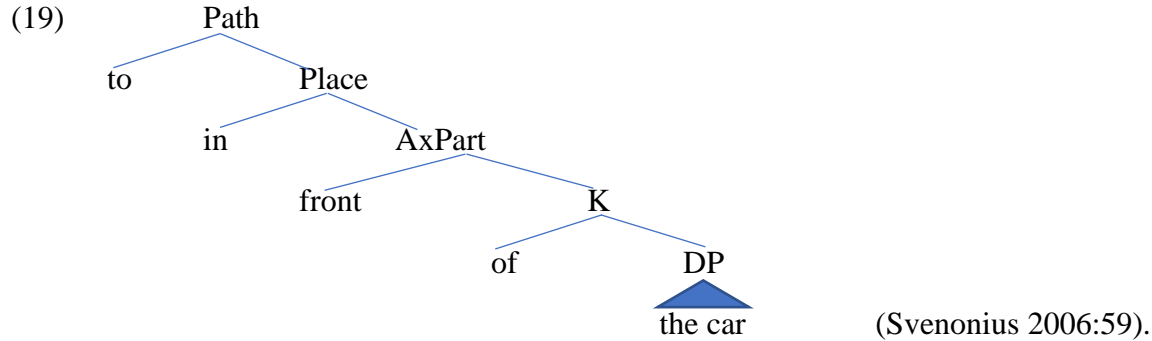 (19) Path
to Place
in AxPart
front K
of DP
the car (Svenonius 2006:59).